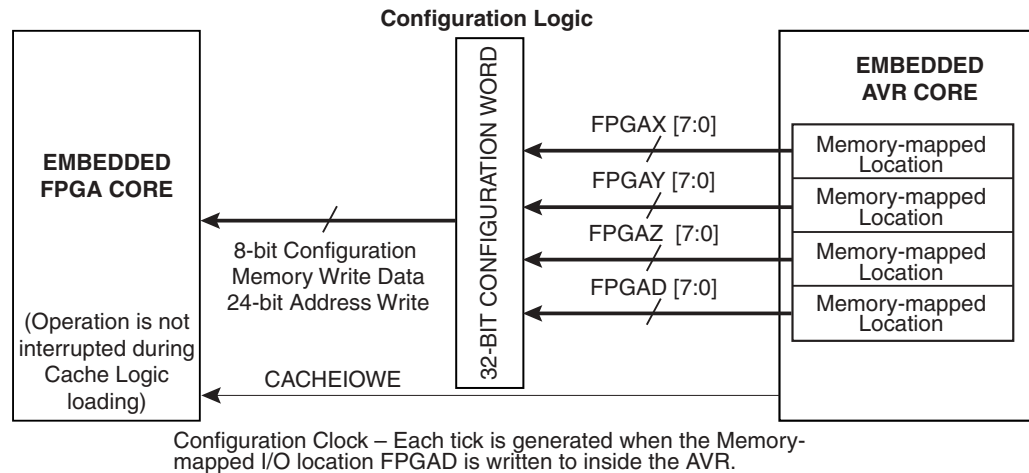 Configuration Logic
EMBEDDED
FPGA CORE
(Operation is not
interrupted during
Cache Logic
loading)
8-bit Configuration
Memory Write Data
24-bit Address Write
CACHEIOWE
32-BIT CONFIGURATION WORD
FPGAX [7:0]
FPGAY [7:0]
FPGAZ [7:0]
FPGAD [7:0]
EMBEDDED
AVR CORE
Memory-mapped
Location
Memory-mapped
Location
Memory-mapped
Location
Memory-mapped
Location
Configuration Clock – Each tick is generated when the Memory-
mapped I/O location FPGAD is written to inside the AVR.